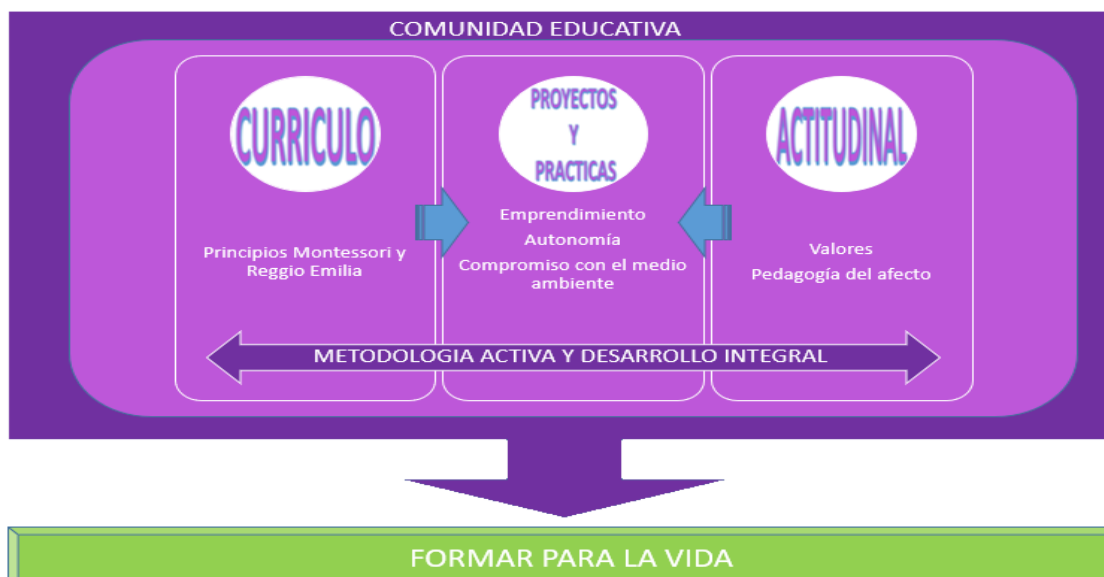 COMUNIDAD EDUCATIVA
CURRICULO
Principios Montessori y
Reggio Emilia
PROYECTOS
Y
PRACTICAS
Emprendimiento
Autonomía
Compromiso con el medio
ambiente
ACTITUDINAL
Valores
Pedagogía del afecto
METODOLOGIA ACTIVA Y DESARROLLO INTEGRAL
FORMAR PARA LA VIDA